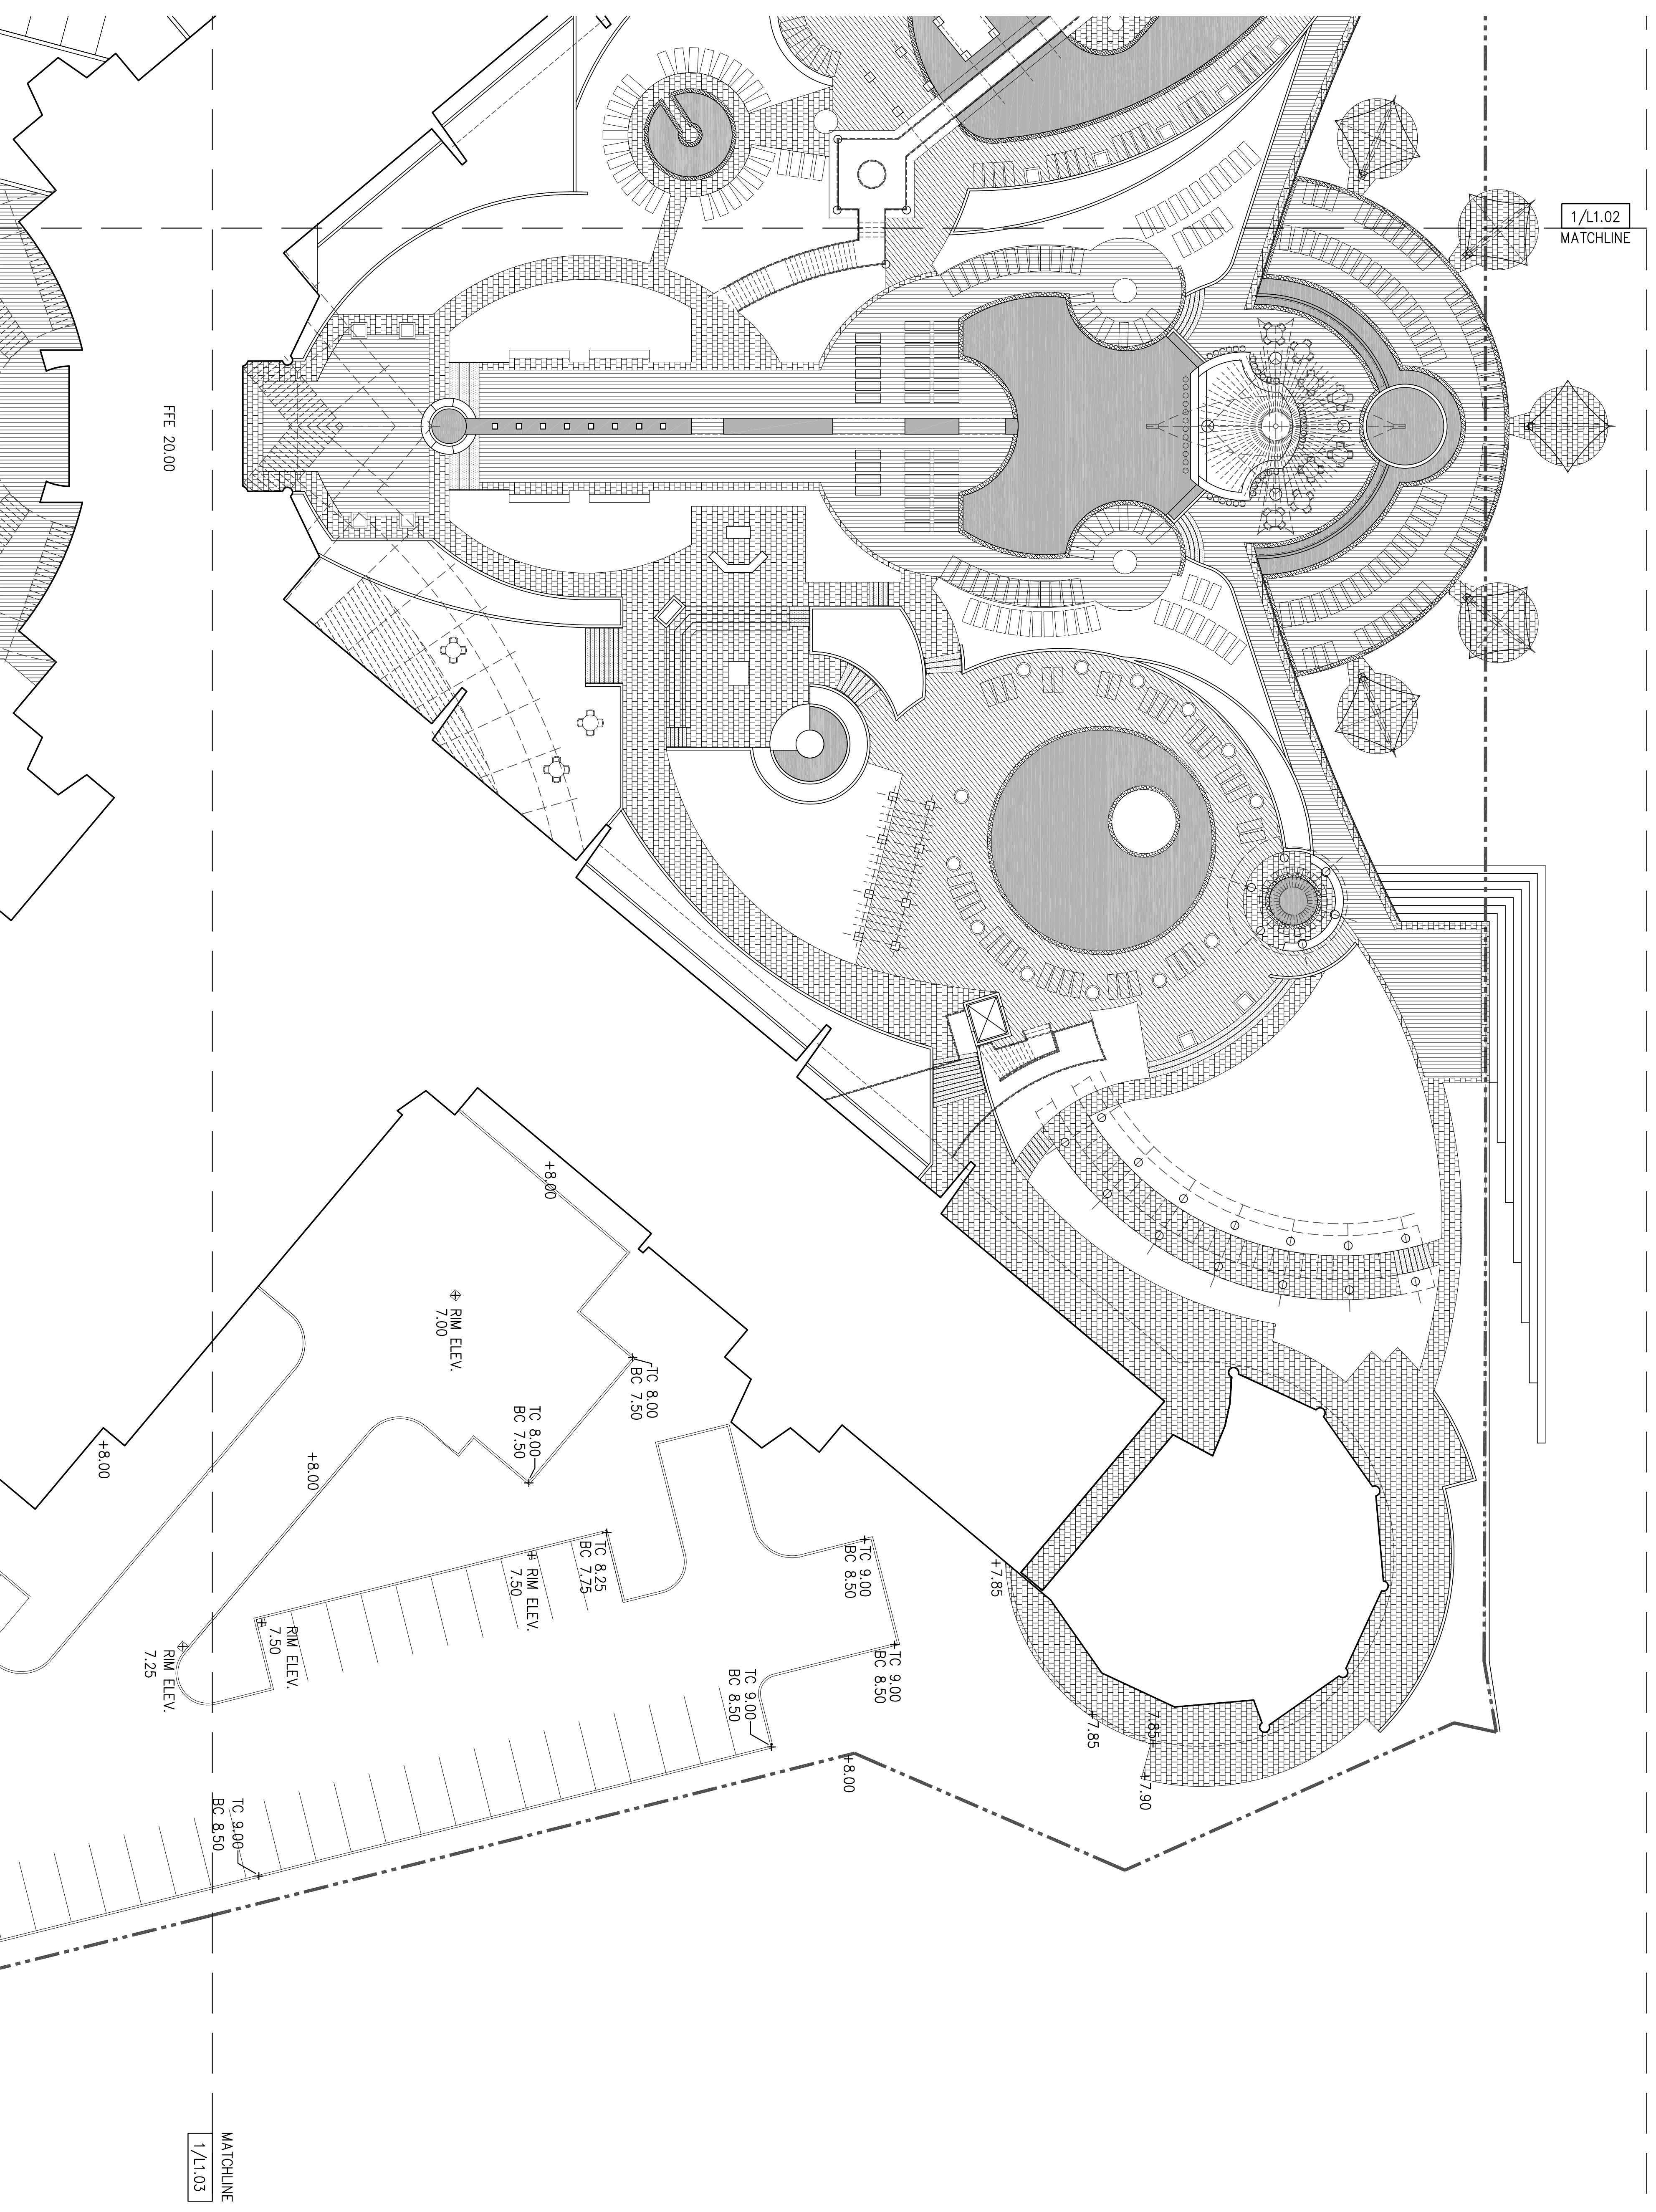 1/L1.02
MATCHLINE
FFE 20.00
+8.00
RIM ELEV.
7.00
TC 8.00
BC 7.50
TC 8.00
BC 7.50
+8.00
+8.00
TC 8.25
BC 7.75
RIM ELEV.
7.50
TC 9.00
BC 8.50
+7.85
RIM ELEV.
7.50
RIM ELEV.
7.25
TC 9.00
BC 8.50
TC 9.00
BC 8.50
+7.85
7.85+
+7.90
+8.00
TC 9.00
BC 8.50
MATCHLINE
1/L1.03